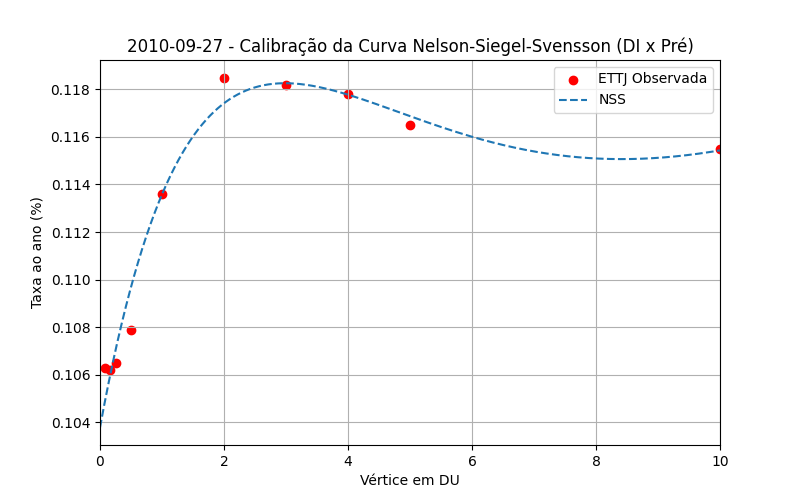 2010-09-27 - Calibração da Curva Nelson-Siegel-Svensson (DI x Pré)
ETTJ Observada
NSS
Taxa ao ano (%)
0.118
0.116
0.114
0.112
0.110
0.108
0.106
0.104
0 2 4 6 8 10
Vértice em DU